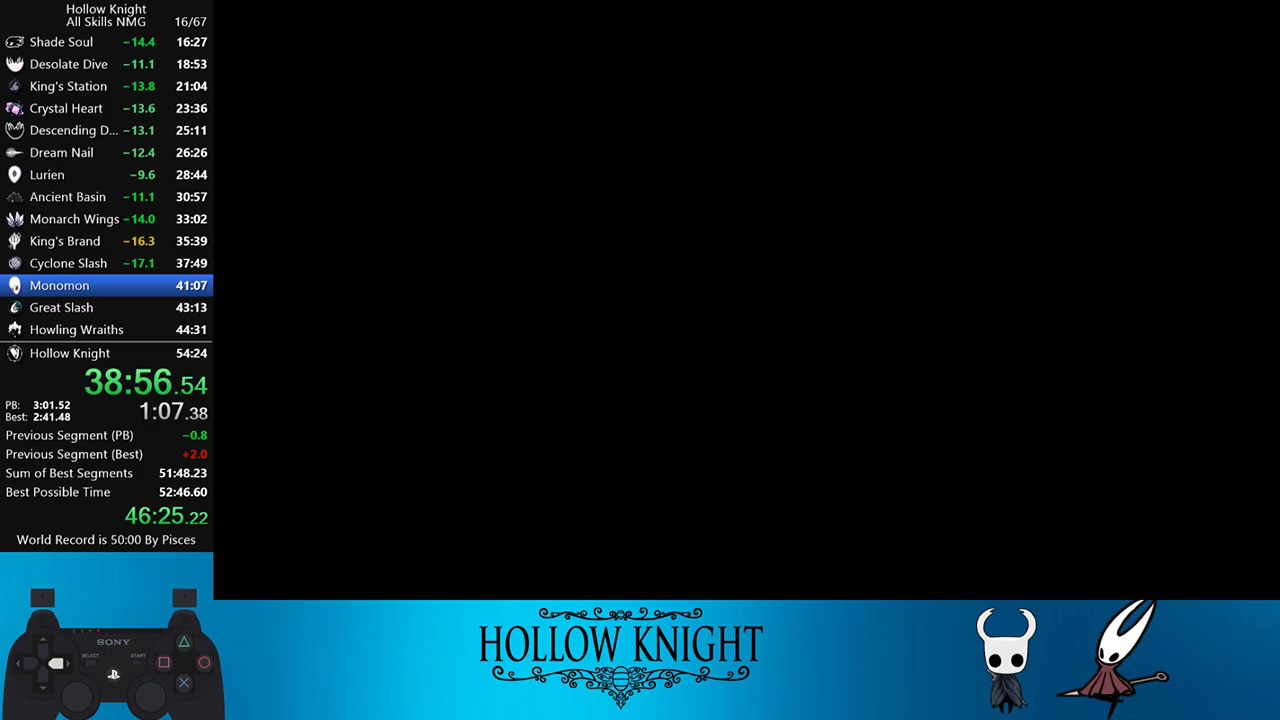 Hollow Knight
All Skills NMG 16/67
Shade Soul -14.4 16:27
Desolate Dive -11.1 18:53
King's Station -13.8 21:04
Crystal Heart -13.6 23:36
Descending D... -13.1 25:11
Dream Nail -12.4 26:26
Lurien -9.6 28:44
Ancient Basin -11.1 30:57
Monarch Wings -14.0 33:02
King's Brand -16.3 35:39
Cyclone Slash -17.1 37:49
Monomon 41:07
Great Slash 43:13
Howling Wraiths 44:31
Hollow Knight 54:24
38:56.54
PB: 3:01.52
Best: 2:41.48
1:07.38
Previous Segment (PB) -0.8
Previous Segment (Best) +2.0
Sum of Best Segments 51:48.23
Best Possible Time 52:46.60
46:25.22
World Record is 50:00 By Pisces
SONY
SELECT START
HOLLOW KNIGHT